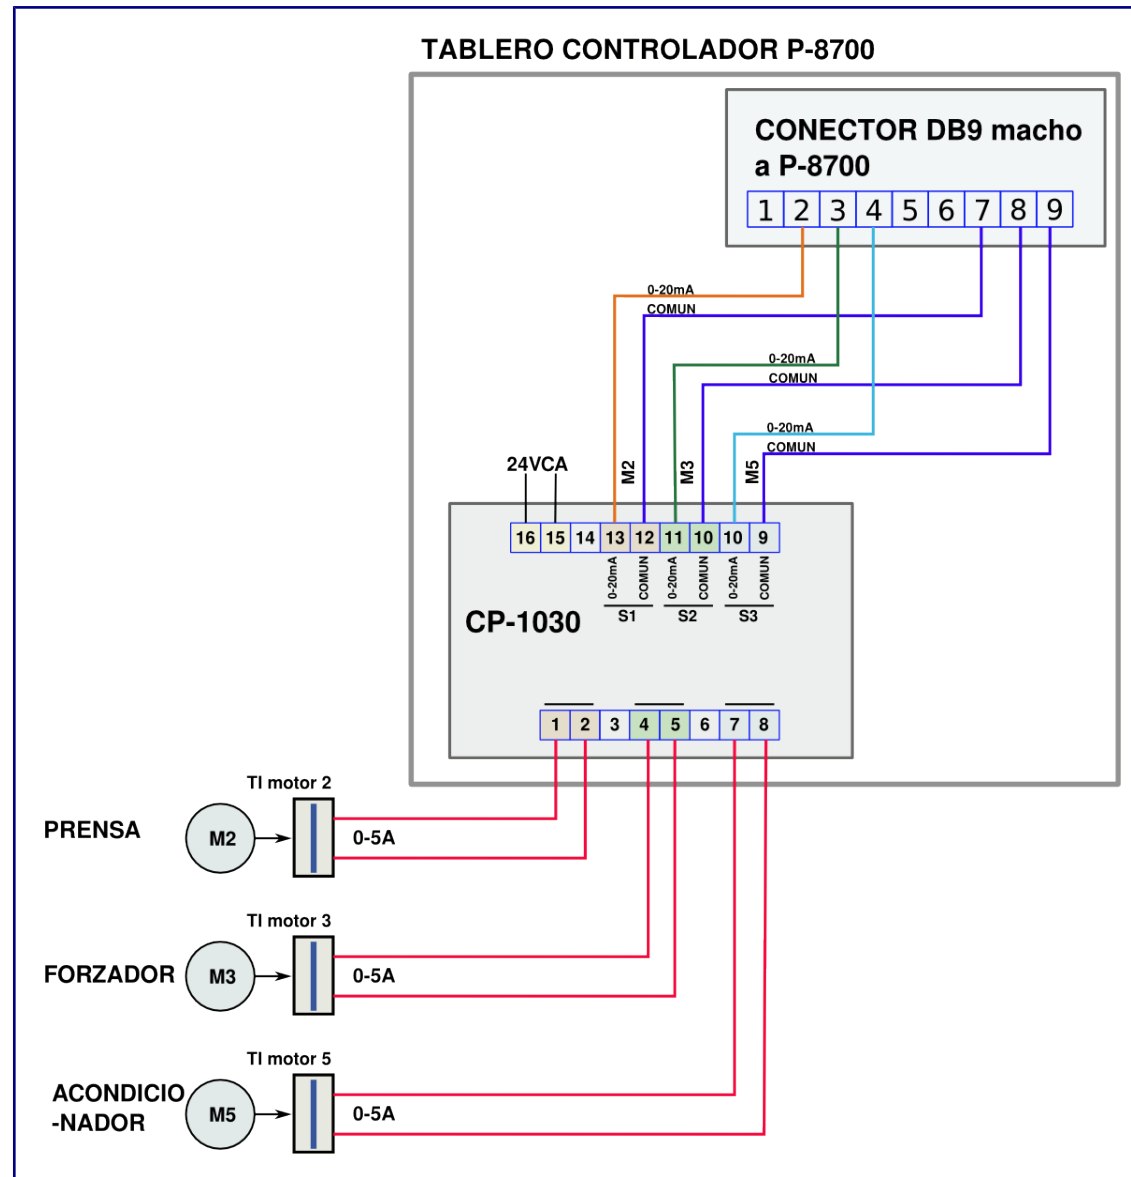 TABLERO CONTROLADOR P-8700
CONECTOR DB9 macho
a P-8700
1 2 3 4 5 6 7 8 9
0-20mA
COMUN
0-20mA
COMUN
0-20mA
COMUN
24VCA
M2
M3
M5
16 15 14 13 12 11 10 10 9
0-20mA
COMUN
0-20mA
COMUN
0-20mA
COMUN
S1 S2 S3
CP-1030
1 2 3 4 5 6 7 8
TI motor 2
PRENSA
M2
0-5A
TI motor 3
FORZADOR
M3
0-5A
TI motor 5
ACONDICIO
-NADOR
M5
0-5A